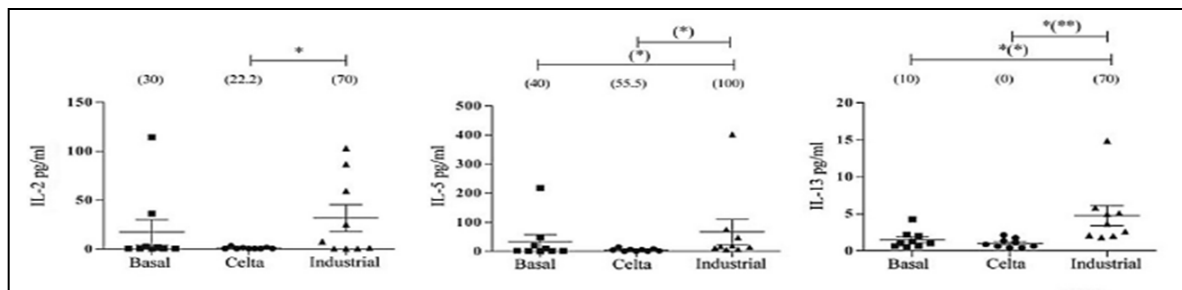 *
(30) (22.2) (70)
150
100
50
0
IL-2 pg/ml
Basal Celta Industrial
(*)
(*)
(40) (55.5) (100)
500
400
300
200
100
0
IL-5 pg/ml
Basal Celta Industrial
*(**)
*(*)
(10) (0) (70)
20
15
10
5
0
IL-13 pg/ml
Basal Celta Industrial